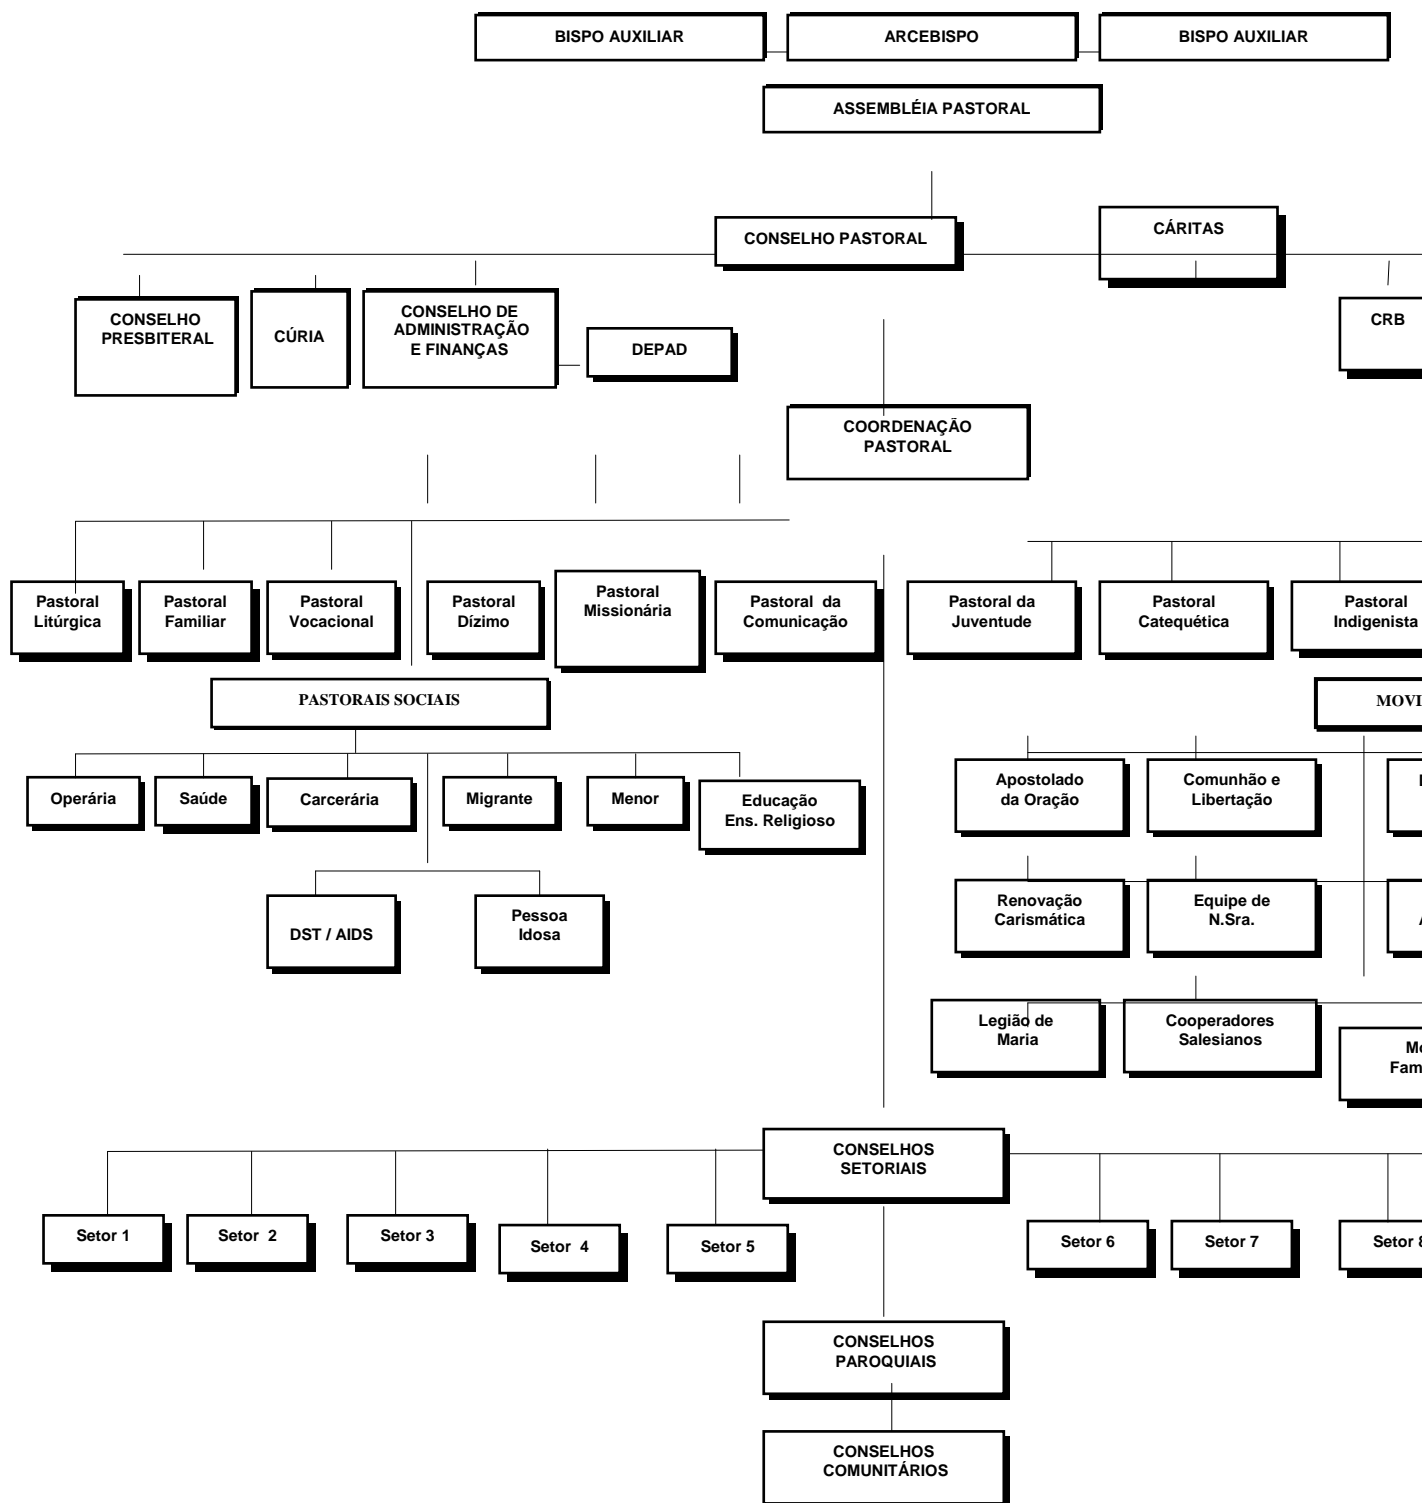 BISPO AUXILIAR
ARCEBISPO
BISPO AUXILIAR
ASSEMBLÉIA PASTORAL
CONSELHO PASTORAL
CÁRITAS
CONSELHO
PRESBITERAL
CÚRIA
CONSELHO DE
ADMINISTRAÇÃO
E FINANÇAS
DEPAD
CRB
COORDENAÇÃO
PASTORAL
Pastoral
Litúrgica
Pastoral
Familiar
Pastoral
Vocacional
Pastoral
Dízimo
Pastoral
Missionária
Pastoral da
Comunicação
Pastoral da
Juventude
Pastoral
Catequética
Pastoral
Indigenista
PASTORAIS SOCIAIS
Operária
Saúde
Carcerária
Migrante
Menor
Educação
Ens. Religioso
Apostolado
da Oração
Comunhão e
Libertação
DST / AIDS
Pessoa
Idosa
Renovação
Carismática
Equipe de
N.Sra.
Legião de
Maria
Cooperadores
Salesianos
CONSELHOS
SETORIAIS
Setor 1
Setor 2
Setor 3
Setor 4
Setor 5
Setor 6
Setor 7
Setor 8
CONSELHOS
PAROQUIAIS
CONSELHOS
COMUNITÁRIOS